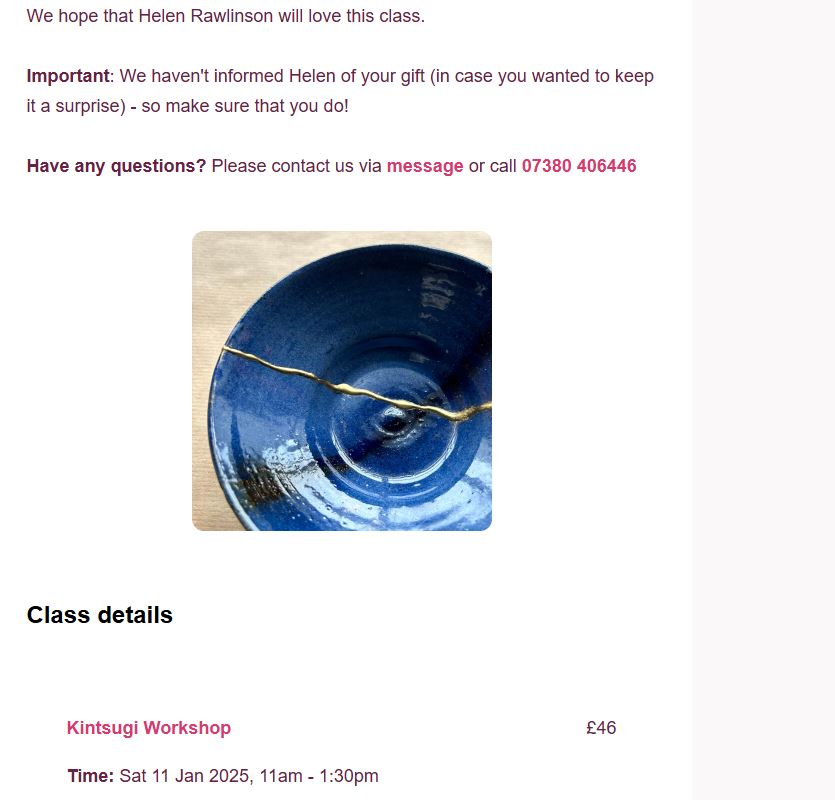 We hope that Helen Rawlinson will love this class.
Important: We haven't informed Helen of your gift (in case you wanted to keep
it a surprise) - so make sure that you do!
Have any questions? Please contact us via message or call 07380 406446
Class details
Kintsugi Workshop £46
Time: Sat 11 Jan 2025, 11am - 1:30pm